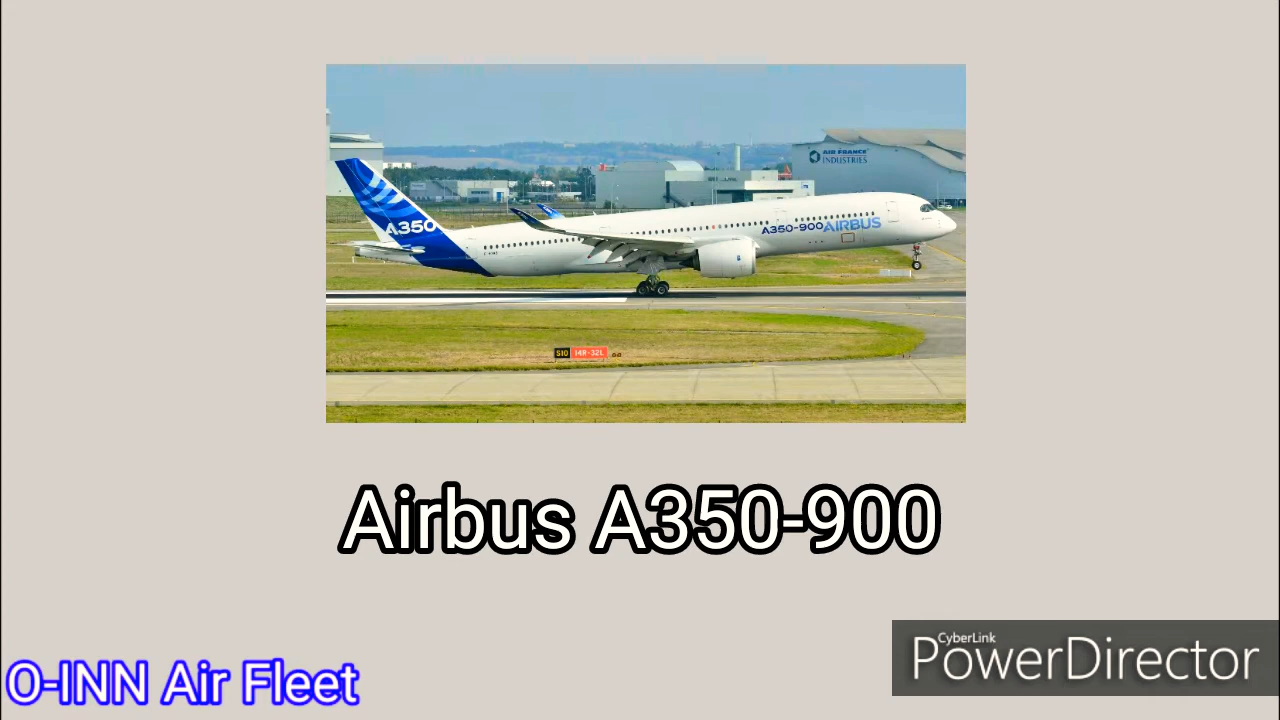 AIR FRANCE
INDUSTRIES
A350
A350-900 AIRBUS
S10 14R-32L
Airbus A350-900
O-INN Air Fleet
CyberLink
PowerDirector